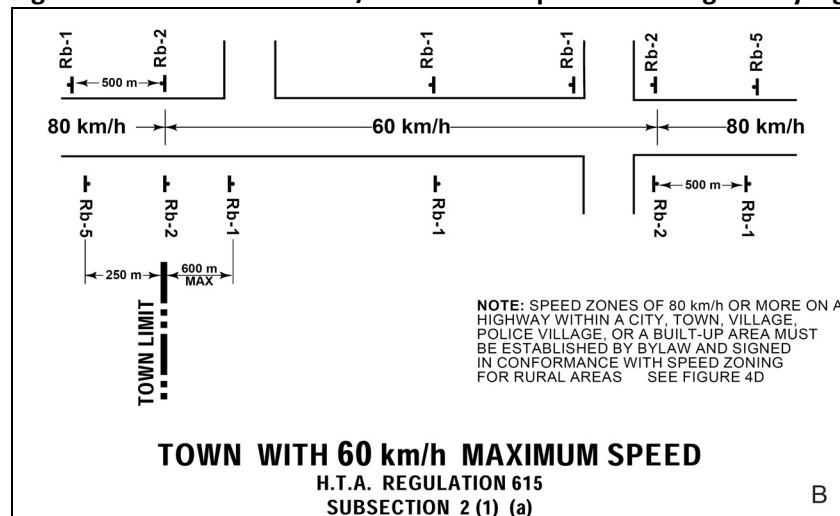 Rb-1 Rb-2 Rb-1 Rb-1 Rb-2 Rb-5
500 m
80 km/h 60 km/h 80 km/h
500 m
Rb-5 Rb-2 Rb-1 Rb-1 Rb-2 Rb-1
250 m 600 m
MAX
TOWN LIMIT
NOTE: SPEED ZONES OF 80 km/h OR MORE ON A
HIGHWAY WITHIN A CITY, TOWN, VILLAGE,
POLICE VILLAGE, OR A BUILT-UP AREA MUST
BE ESTABLISHED BY BYLAW AND SIGNED
IN CONFORMANCE WITH SPEED ZONING
FOR RURAL AREAS SEE FIGURE 4D
TOWN WITH 60 km/h MAXIMUM SPEED
H.T.A. REGULATION 615
SUBSECTION 2 (1) (a)
B